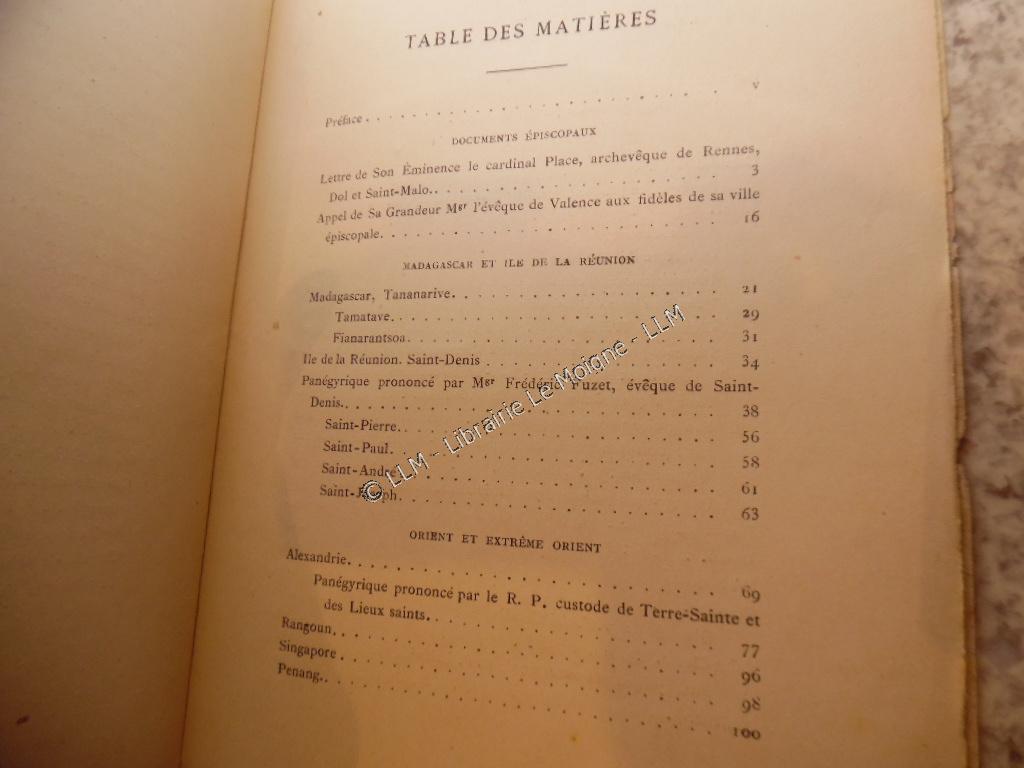 TABLE DES MATIÈRES
Préface. . . . . . . . . . . . . . . . . . . . v
DOCUMENTS ÉPISCOPAUX
Lettre de Son Éminence le cardinal Place, archevêque de Rennes,
Dol et Saint-Malo. . . . . . . . . . . . . . . . . . 3
Appel de Sa Grandeur Mgr l'évêque de Valence aux fidèles de sa ville
épiscopale. . . . . . . . . . . . . . . . . . . . 16
MADAGASCAR ET ILE DE LA RÉUNION
Madagascar, Tananarive. . . . . . . . . . . . . . . 21
Tamatave. . . . . . . . . . . . . . . . . . 29
Fianarantsoa. . . . . . . . . . . . . . . . . 31
Ile de la Réunion. Saint-Denis . . . . . . . . . . . . . 34
Panégyrique prononcé par Mgr Frédéric Fuzet, évêque de Saint-
Denis. . . . . . . . . . . . . . . . . . . . . 38
Saint-Pierre. . . . . . . . . . . . . . . . . 56
Saint-Paul. . . . . . . . . . . . . . . . . . 58
Saint-André. . . . . . . . . . . . . . . . . 61
Saint-Joseph. . . . . . . . . . . . . . . . . 63
ORIENT ET EXTRÊME ORIENT
Alexandrie. . . . . . . . . . . . . . . . . . . . 69
Panégyrique prononcé par le R. P. custode de Terre-Sainte et
des Lieux saints. . . . . . . . . . . . . . . . . 77
Rangoun. . . . . . . . . . . . . . . . . . . . . 96
Singapore . . . . . . . . . . . . . . . . . . . . 98
Penang. . . . . . . . . . . . . . . . . . . . . . 100
© LLM - Librairie Le Moigne - LLM